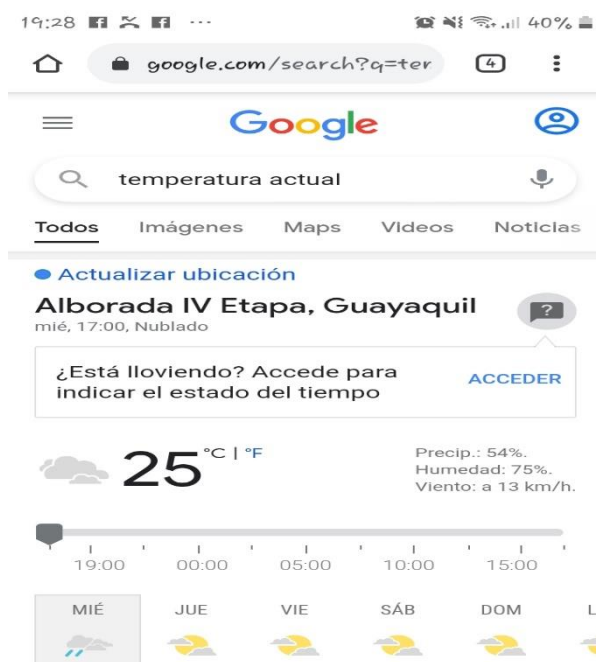 19:28 ... 40%
google.com/search?q=ter 4
Google
temperatura actual
Todos Imágenes Maps Videos Noticias
Actualizar ubicación
Alborada IV Etapa, Guayaquil
mié, 17:00, Nublado
¿Está lloviendo? Accede para
indicar el estado del tiempo
ACCEDER
25 °C | °F
Precip.: 54%.
Humedad: 75%.
Viento: a 13 km/h.
19:00 00:00 05:00 10:00 15:00
MIÉ JUE VIE SÁB DOM L